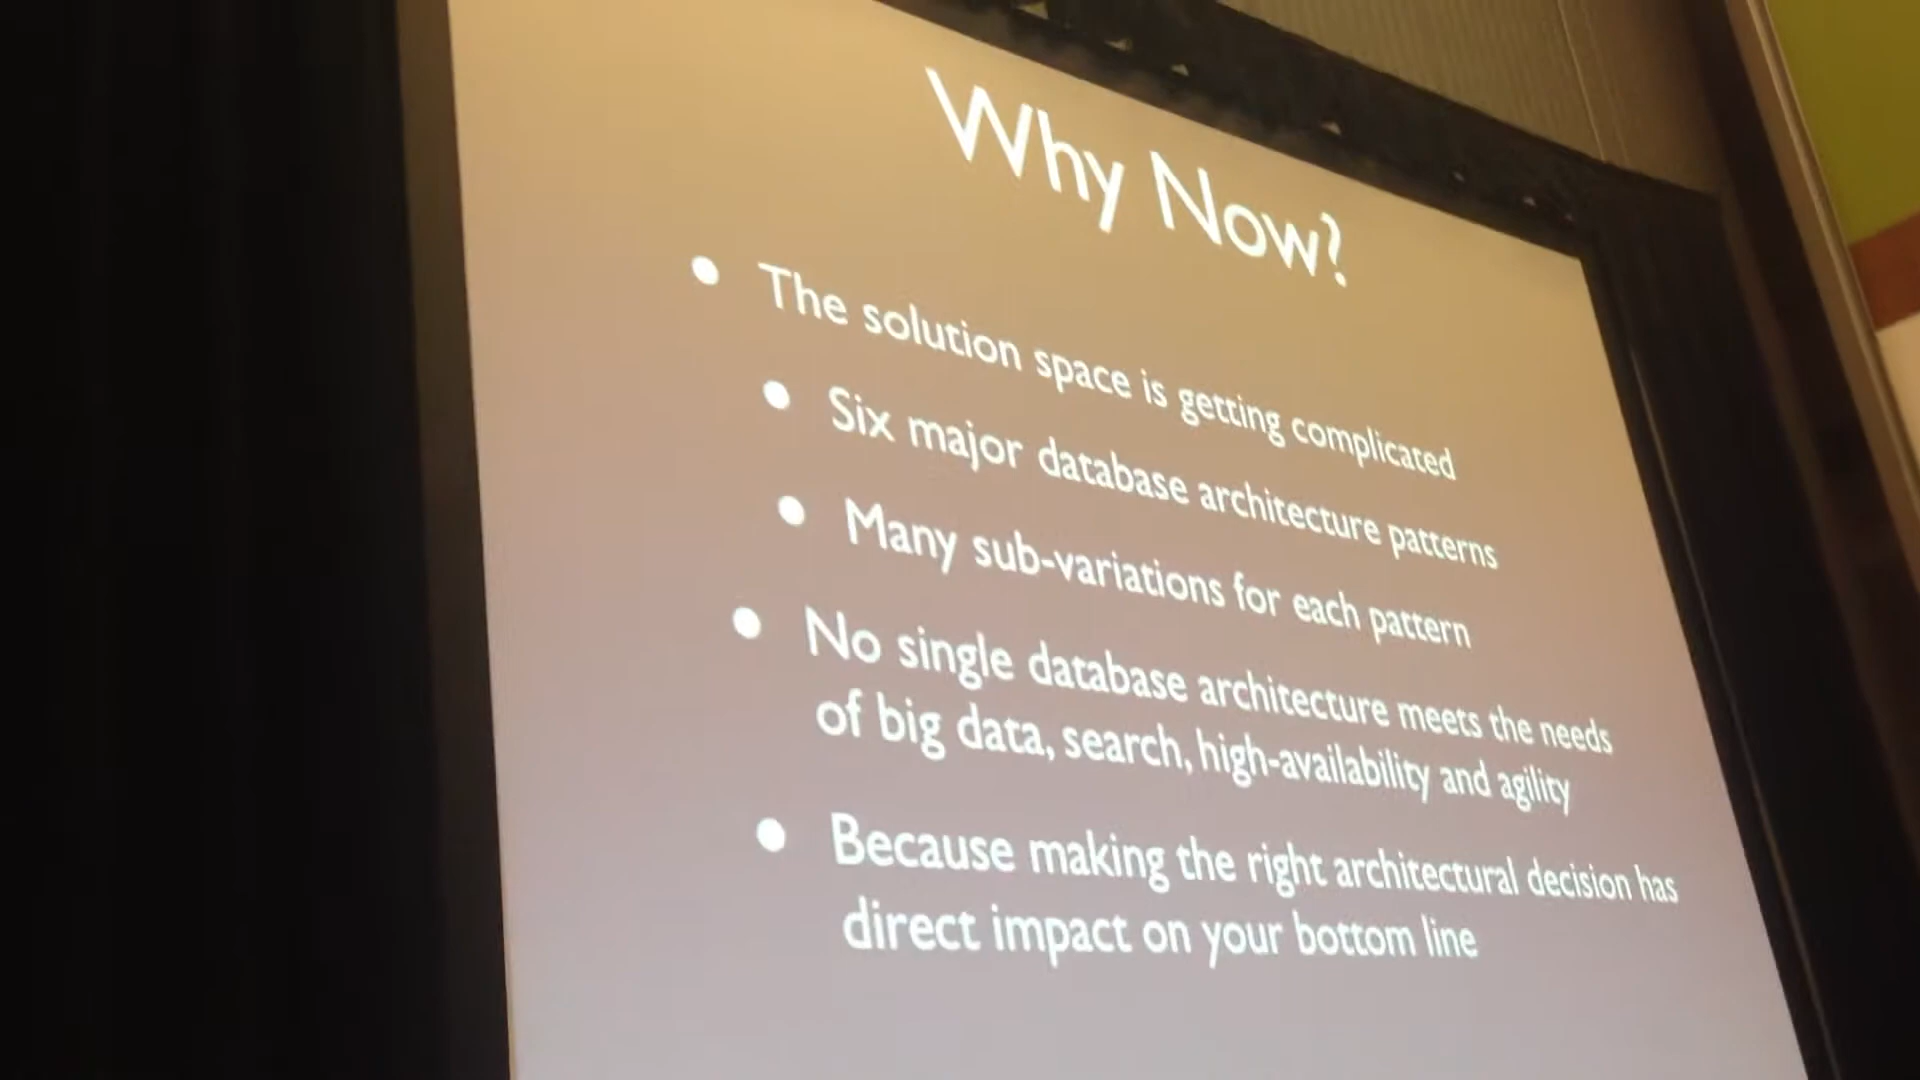 Why Now?
• The solution space is getting complicated
• Six major database architecture patterns
• Many sub-variations for each pattern
• No single database architecture meets the needs
of big data, search, high-availability and agility
• Because making the right architectural decision has
direct impact on your bottom line